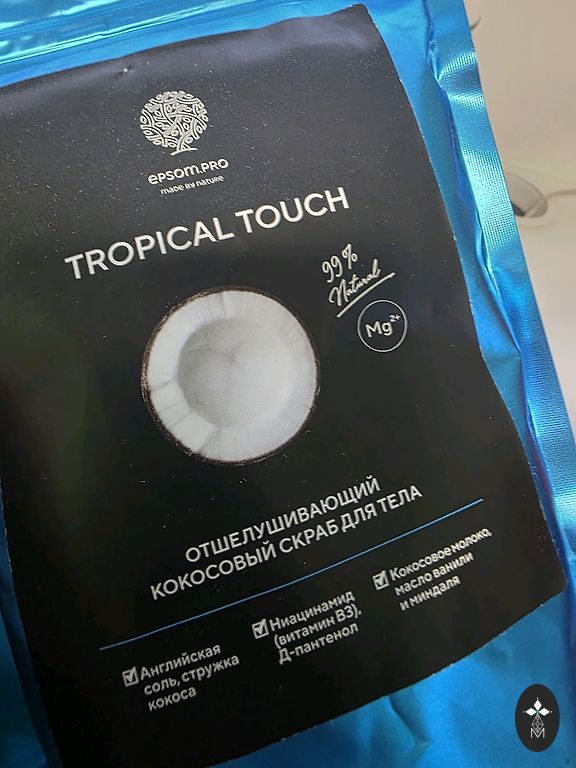 epsom.pro
made by nature
TROPICAL TOUCH
99%
Natural
Mg²⁺
ОТШЕЛУШИВАЮЩИЙ
КОКОСОВЫЙ СКРАБ ДЛЯ ТЕЛА
Английская
соль, стружка
кокоса
Ниацинамид
(витамин В3),
Д-пантенол
Кокосовое молоко,
масло ванили
и миндаля
M